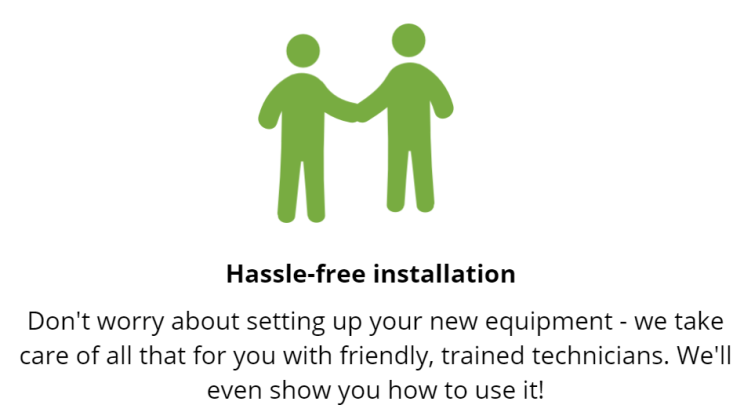 Hassle-free installation
Don't worry about setting up your new equipment - we take
care of all that for you with friendly, trained technicians. We'll
even show you how to use it!